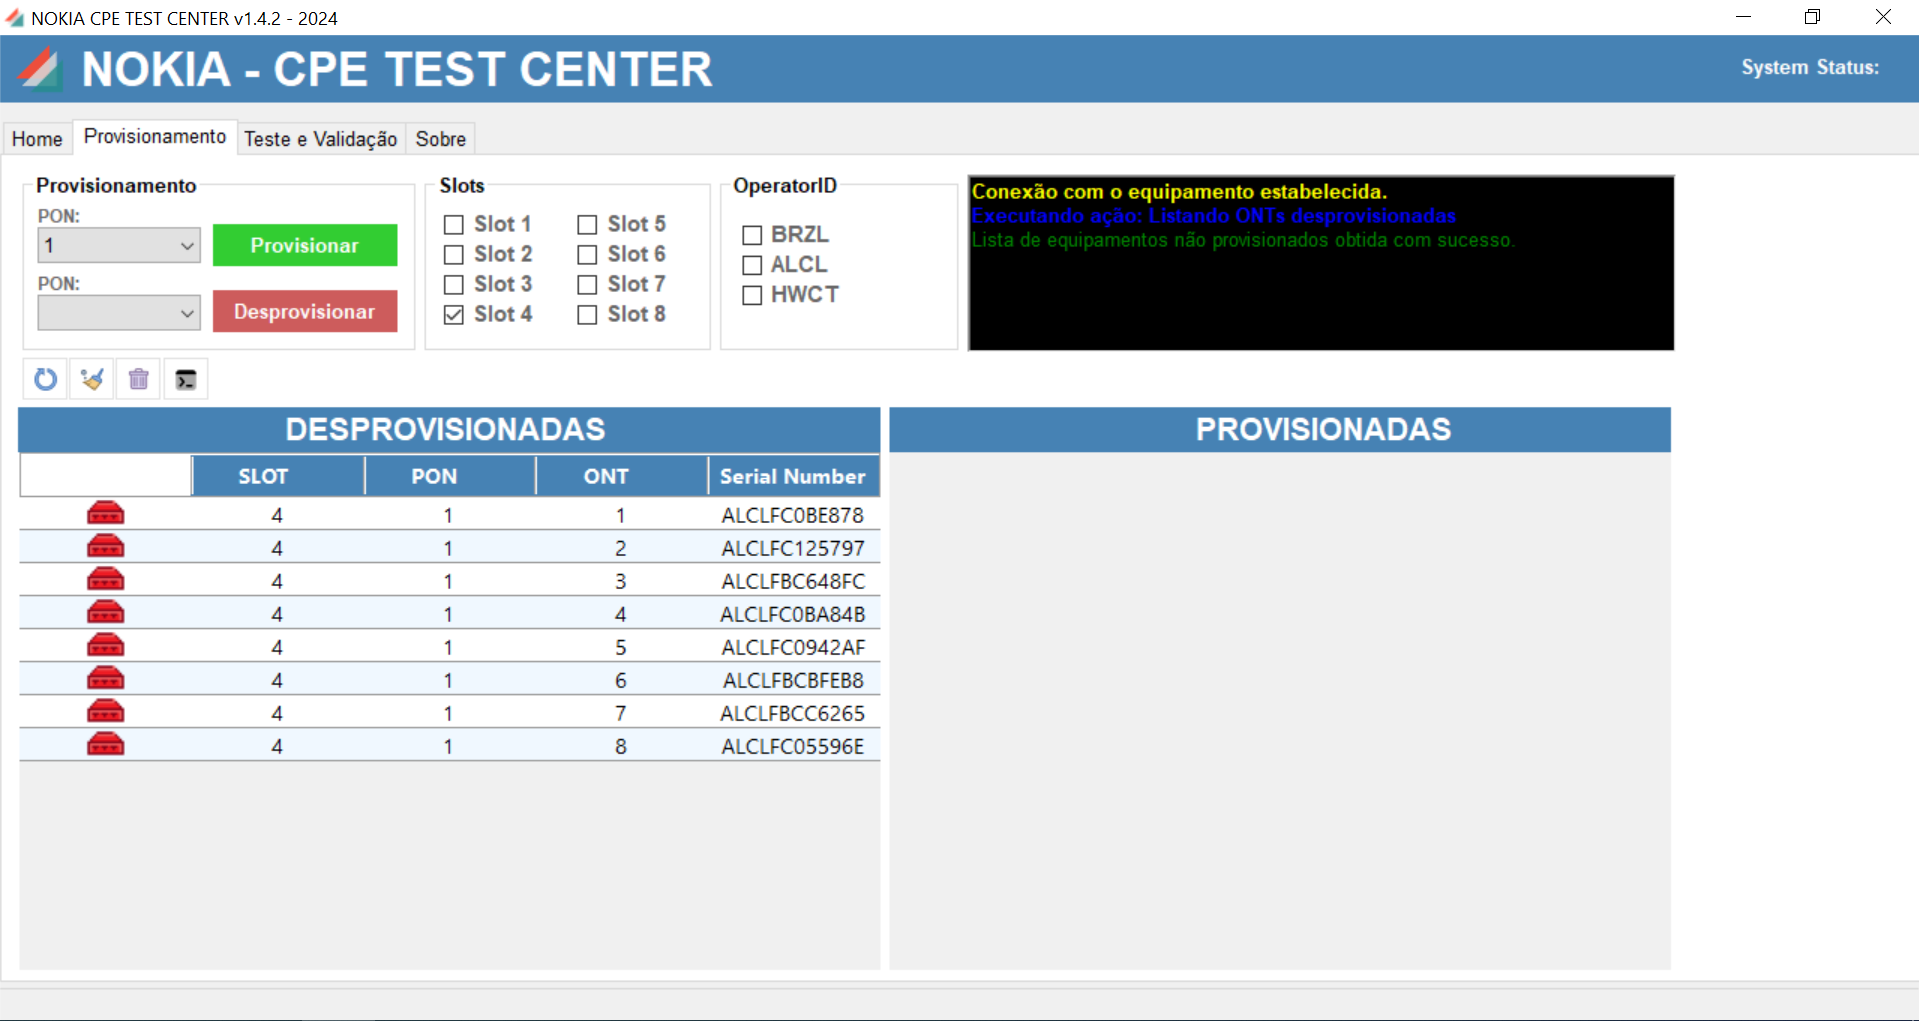 NOKIA CPE TEST CENTER v1.4.2 - 2024
NOKIA - CPE TEST CENTER
System Status:
Home Provisionamento Teste e Validação Sobre
Provisionamento
PON:
1
Provisionar
PON:
Desprovisionar
Slots
Slot 1 Slot 5
Slot 2 Slot 6
Slot 3 Slot 7
Slot 4 Slot 8
OperatorID
BRZL
ALCL
HWCT
Conexão com o equipamento estabelecida.
Executando ação: Listando ONTs desprovisionadas
Lista de equipamentos não provisionados obtida com sucesso.
DESPROVISIONADAS
SLOT PON ONT Serial Number
4 1 1 ALCLFC0BE878
4 1 2 ALCLFC125797
4 1 3 ALCLFBC648FC
4 1 4 ALCLFC0BA84B
4 1 5 ALCLFC0942AF
4 1 6 ALCLFBCBFEB8
4 1 7 ALCLFBCC6265
4 1 8 ALCLFC05596E
PROVISIONADAS